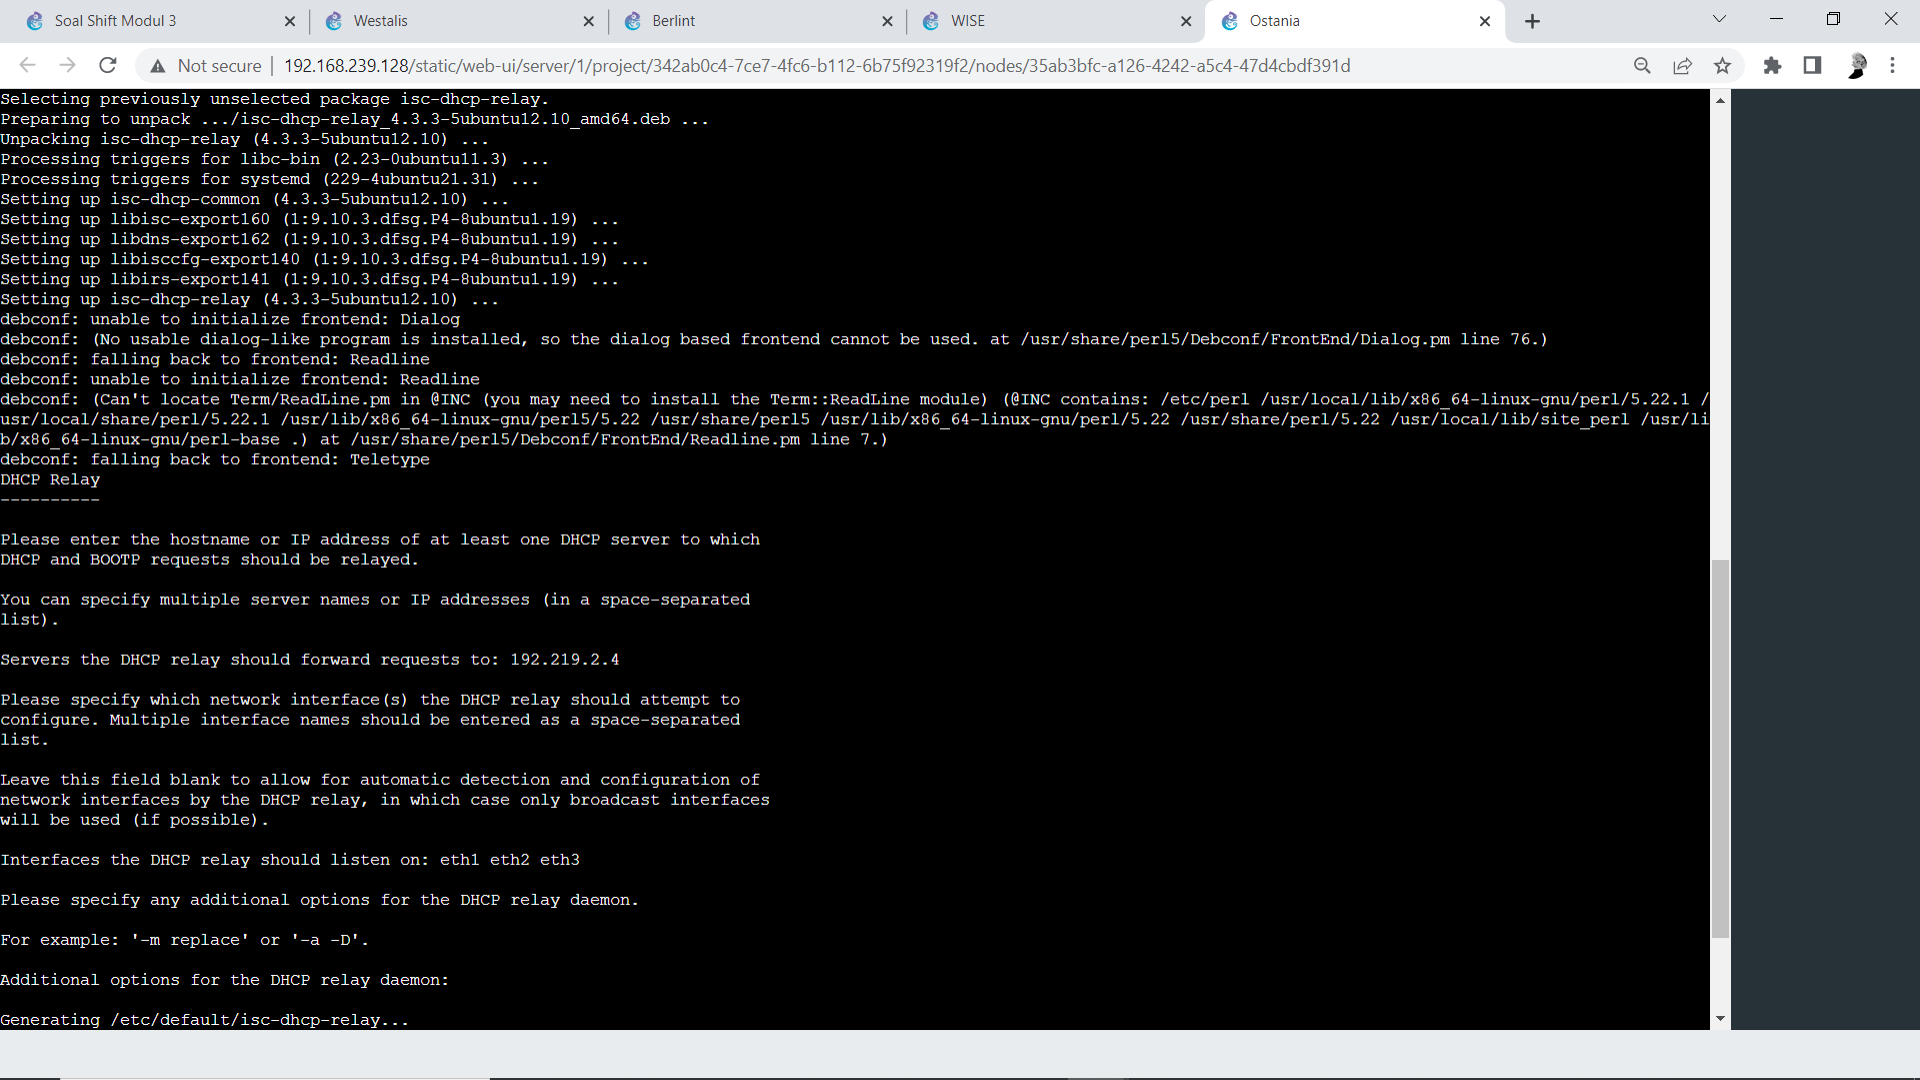 Soal Shift Modul 3
Westalis
Berlint
WISE
Ostania
Not secure
192.168.239.128/static/web-ui/server/1/project/342ab0c4-7ce7-4fc6-b112-6b75f92319f2/nodes/35ab3bfc-a126-4242-a5c4-47d4cbdf391d
Selecting previously unselected package isc-dhcp-relay.
Preparing to unpack .../isc-dhcp-relay_4.3.3-5ubuntu12.10_amd64.deb ...
Unpacking isc-dhcp-relay (4.3.3-5ubuntu12.10) ...
Processing triggers for libc-bin (2.23-0ubuntu11.3) ...
Processing triggers for systemd (229-4ubuntu21.31) ...
Setting up isc-dhcp-common (4.3.3-5ubuntu12.10) ...
Setting up libisc-export160 (1:9.10.3.dfsg.P4-8ubuntu1.19) ...
Setting up libdns-export162 (1:9.10.3.dfsg.P4-8ubuntu1.19) ...
Setting up libisccfg-export140 (1:9.10.3.dfsg.P4-8ubuntu1.19) ...
Setting up libirs-export141 (1:9.10.3.dfsg.P4-8ubuntu1.19) ...
Setting up isc-dhcp-relay (4.3.3-5ubuntu12.10) ...
debconf: unable to initialize frontend: Dialog
debconf: (No usable dialog-like program is installed, so the dialog based frontend cannot be used. at /usr/share/perl5/Debconf/FrontEnd/Dialog.pm line 76.)
debconf: falling back to frontend: Readline
debconf: unable to initialize frontend: Readline
debconf: (Can't locate Term/ReadLine.pm in @INC (you may need to install the Term::ReadLine module) (@INC contains: /etc/perl /usr/local/lib/x86_64-linux-gnu/perl/5.22.1 /
usr/local/share/perl/5.22.1 /usr/lib/x86_64-linux-gnu/perl5/5.22 /usr/share/perl5 /usr/lib/x86_64-linux-gnu/perl/5.22 /usr/share/perl/5.22 /usr/local/lib/site_perl /usr/li
b/x86_64-linux-gnu/perl-base .) at /usr/share/perl5/Debconf/FrontEnd/Readline.pm line 7.)
debconf: falling back to frontend: Teletype
DHCP Relay
----------
Please enter the hostname or IP address of at least one DHCP server to which
DHCP and BOOTP requests should be relayed.
You can specify multiple server names or IP addresses (in a space-separated
list).
Servers the DHCP relay should forward requests to: 192.219.2.4
Please specify which network interface(s) the DHCP relay should attempt to
configure. Multiple interface names should be entered as a space-separated
list.
Leave this field blank to allow for automatic detection and configuration of
network interfaces by the DHCP relay, in which case only broadcast interfaces
will be used (if possible).
Interfaces the DHCP relay should listen on: eth1 eth2 eth3
Please specify any additional options for the DHCP relay daemon.
For example: '-m replace' or '-a -D'.
Additional options for the DHCP relay daemon:
Generating /etc/default/isc-dhcp-relay...